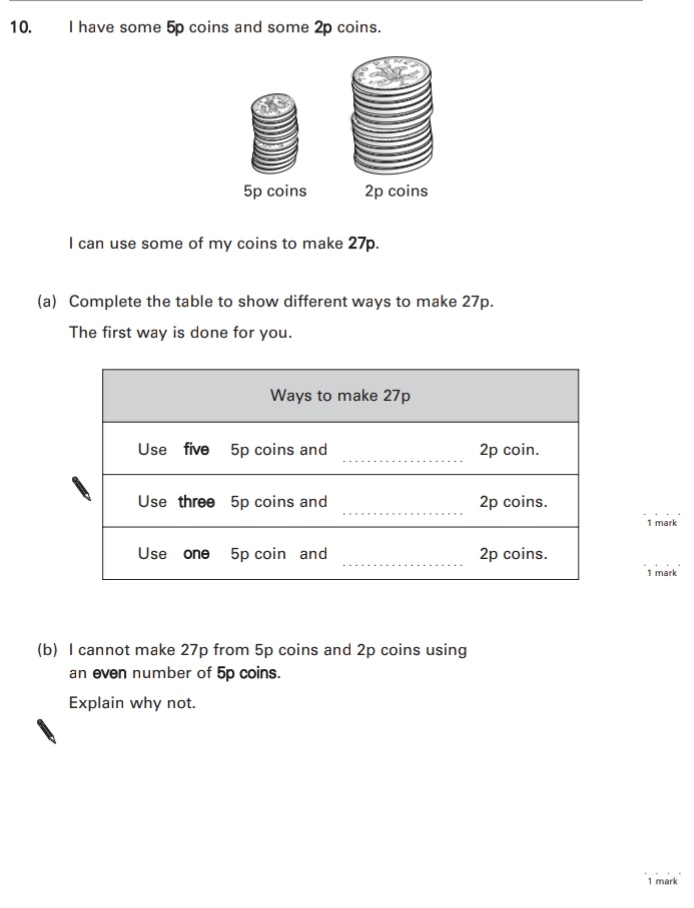 10. I have some 5p coins and some 2p coins.
5p coins 2p coins
I can use some of my coins to make 27p.
(a) Complete the table to show different ways to make 27p.
The first way is done for you.
Ways to make 27p
Use five 5p coins and .................... 2p coin.
Use three 5p coins and .................... 2p coins.
1 mark
Use one 5p coin and .................... 2p coins.
1 mark
(b) I cannot make 27p from 5p coins and 2p coins using
an even number of 5p coins.
Explain why not.
1 mark